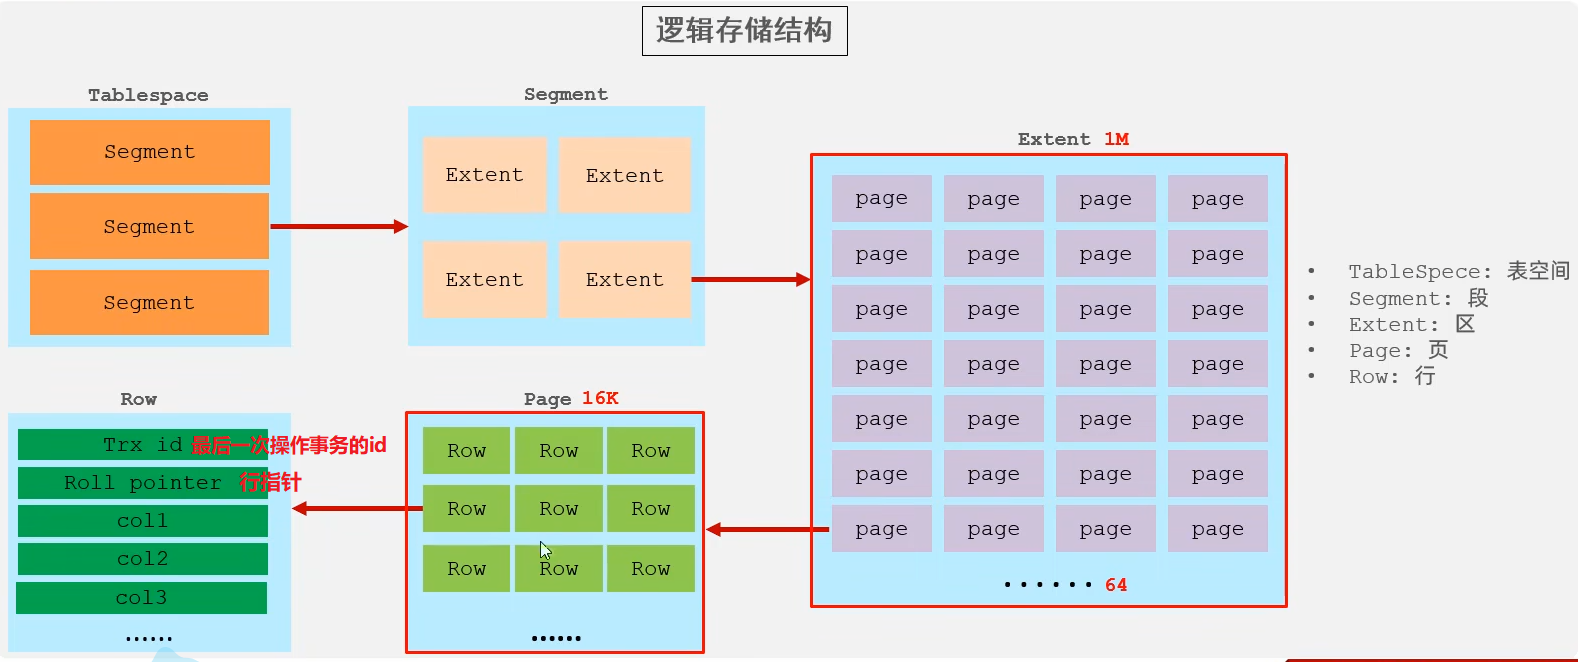 逻辑存储结构
Tablespace
Segment
Segment
Segment
Segment
Extent Extent
Extent Extent
Extent 1M
page page page page
page page page page
page page page page
page page page page
page page page page
page page page page
page page page page
······ 64
• TableSpece: 表空间
• Segment: 段
• Extent: 区
• Page: 页
• Row: 行
Row
Trx id 最后一次操作事务的id
Roll pointer 行指针
col1
col2
col3
······
Page 16K
Row Row Row
Row Row Row
Row Row Row
······